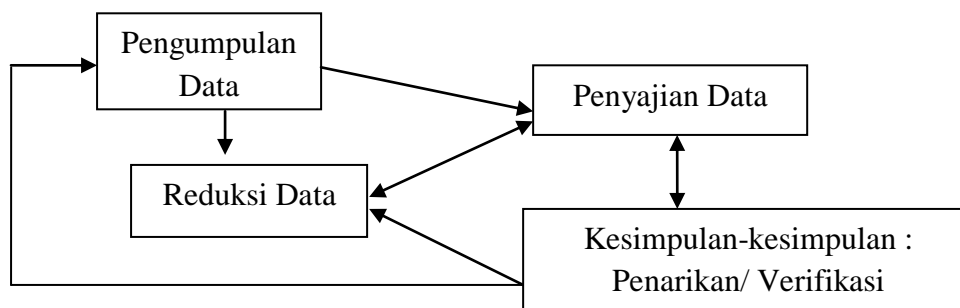 Pengumpulan
Data
Penyajian Data
Reduksi Data
Kesimpulan-kesimpulan :
Penarikan/ Verifikasi